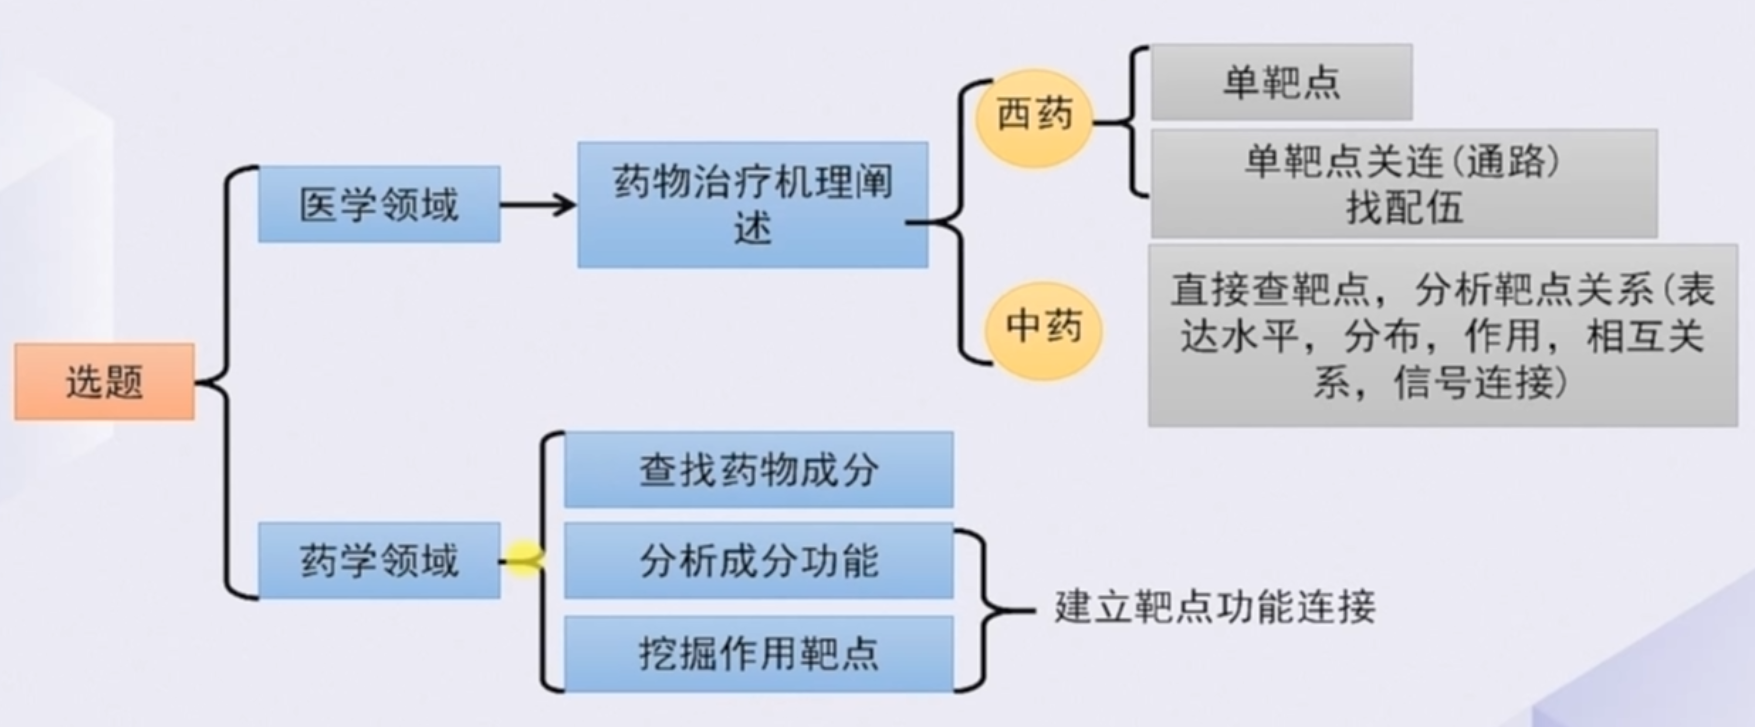 西药
单靶点
单靶点关连(通路)
找配伍
医学领域
药物治疗机理阐
述
中药
直接查靶点，分析靶点关系(表
达水平，分布，作用，相互关
系，信号连接)
选题
查找药物成分
药学领域
分析成分功能
挖掘作用靶点
建立靶点功能连接